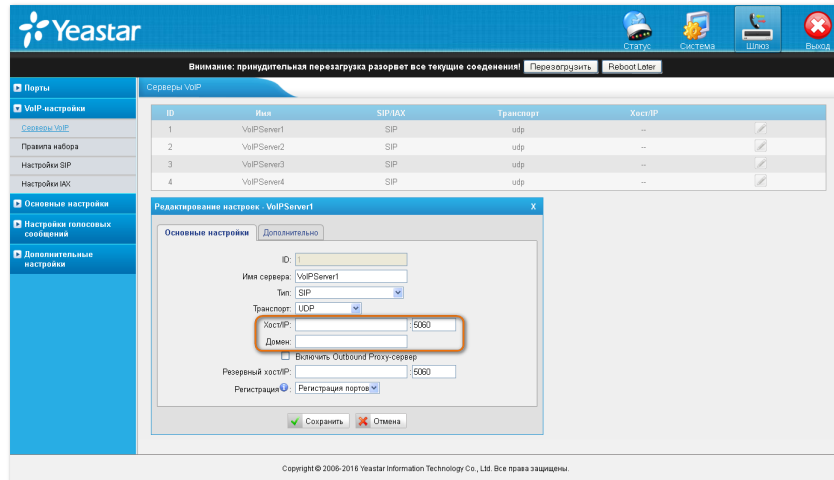 Yeastar
Статус Система Шлюз Выход
Внимание: принудительная перезагрузка разорвет все текущие соеденения! Перезагрузить Reboot Later
Порты
VoIP-настройки
Серверы VoIP
Правила набора
Настройки SIP
Настройки IAX
Основные настройки
Настройки голосовых
сообщений
Дополнительные
настройки
Серверы VoIP
ID Имя SIP/IAX Транспорт Хост/IP
1 VoIPServer1 SIP udp --
2 VoIPServer2 SIP udp --
3 VoIPServer3 SIP udp --
4 VoIPServer4 SIP udp --
Редактирование настроек - VoIPServer1 X
Основные настройки Дополнительно
ID: 1
Имя сервера: VoIPServer1
Тип: SIP
Транспорт: UDP
Хост/IP: : 5060
Домен:
Включить Outbound Proxy-сервер
Резервный хост/IP: : 5060
Регистрация : Регистрация портов
Сохранить Отмена
Copyright © 2006-2016 Yeastar Information Technology Co., Ltd. Все права защищены.